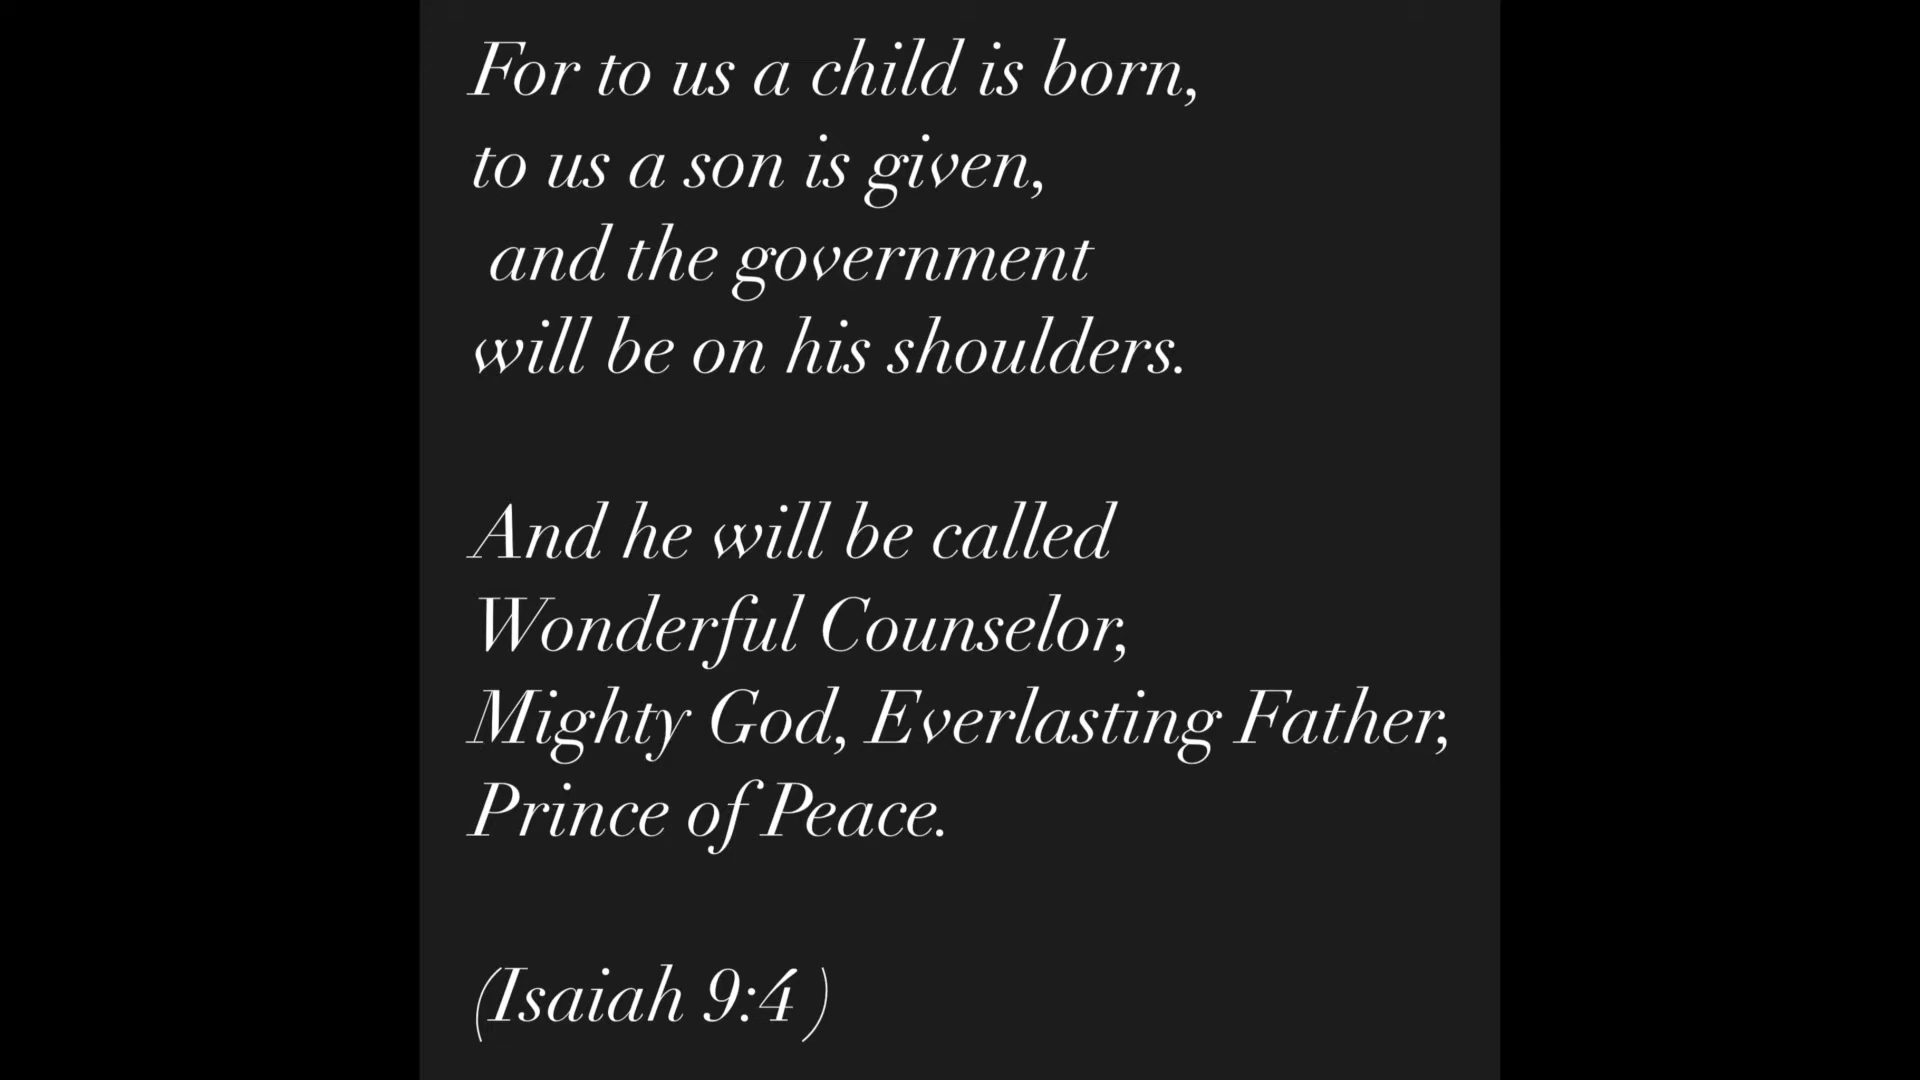 For to us a child is born,
to us a son is given,
and the government
will be on his shoulders.
And he will be called
Wonderful Counselor,
Mighty God, Everlasting Father,
Prince of Peace.
(Isaiah 9:4 )